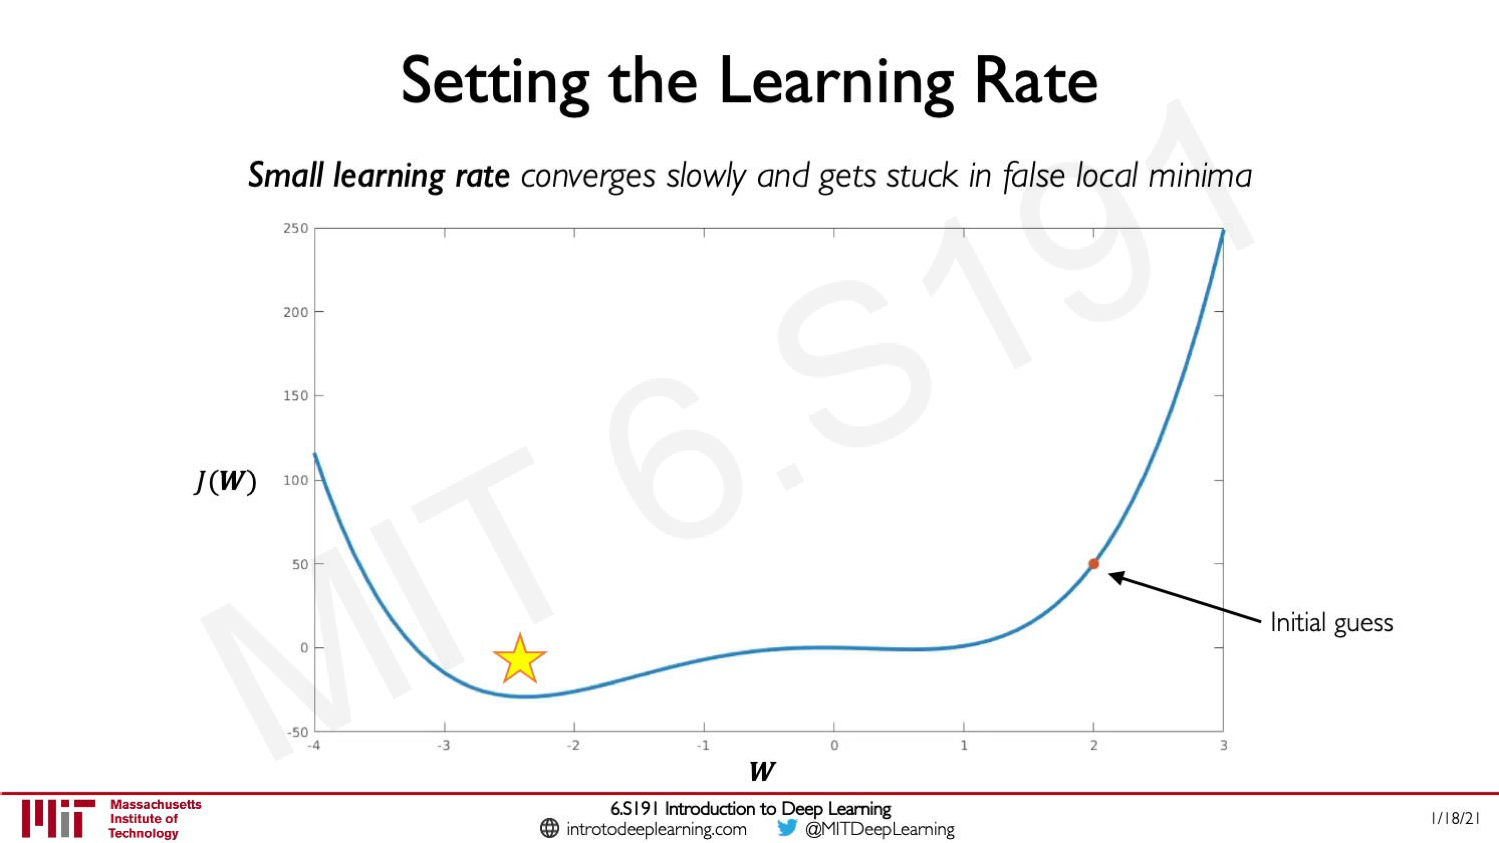 Setting the Learning Rate
Small learning rate converges slowly and gets stuck in false local minima
MIT 6.S191
250
200
150
100
50
0
-50
J(W)
-4
-3
-2
-1
0
1
2
3
W
Initial guess
Massachusetts
Institute of
Technology
6.S191 Introduction to Deep Learning
introtodeeplearning.com @MITDeepLearning
1/18/21